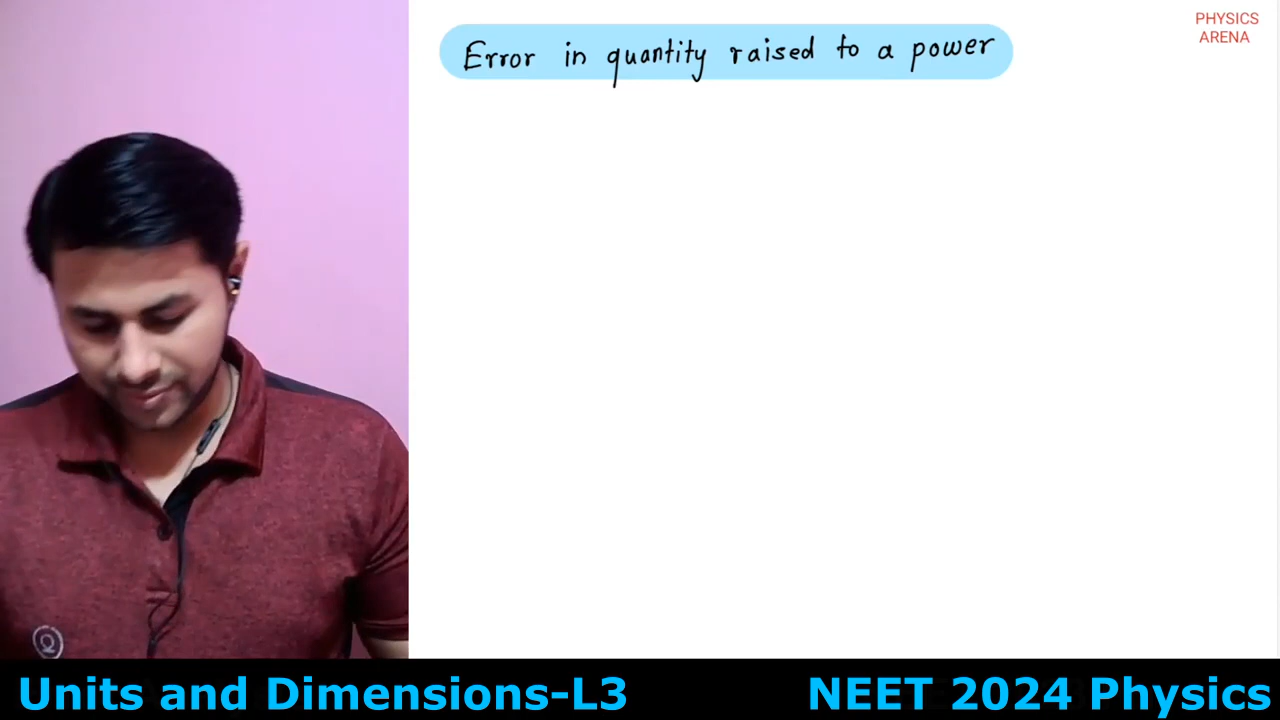 PHYSICS
ARENA
Error in quantity raised to a power
Units and Dimensions-L3
NEET 2024 Physics